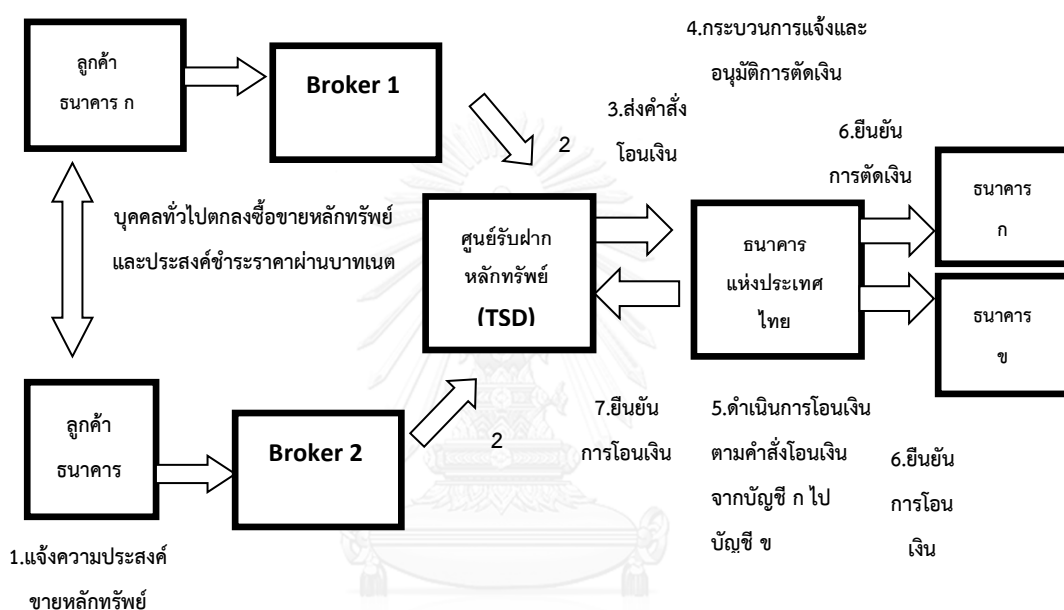 ลูกค้า
ธนาคาร ก
Broker 1
2
4.กระบวนการแจ้งและ
อนุมัติการตัดเงิน
3.ส่งคำสั่ง
โอนเงิน
6.ยืนยัน
การตัดเงิน
ธนาคาร
ก
บุคคลทั่วไปตกลงซื้อขายหลักทรัพย์
และประสงค์ชำระราคาผ่านบาทเนต
ศูนย์รับฝาก
หลักทรัพย์
(TSD)
ธนาคาร
แห่งประเทศ
ไทย
ธนาคาร
ข
ลูกค้า
ธนาคาร
Broker 2
2
7.ยืนยัน
การโอนเงิน
5.ดำเนินการโอนเงิน
ตามคำสั่งโอนเงิน
จากบัญชี ก ไป
บัญชี ข
6.ยืนยัน
การโอน
เงิน
1.แจ้งความประสงค์
ขายหลักทรัพย์